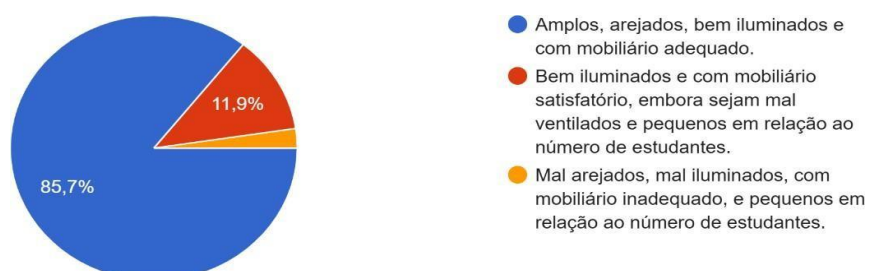 Amplos, arejados, bem iluminados e
com mobiliário adequado.
Bem iluminados e com mobiliário
satisfatório, embora sejam mal
ventilados e pequenos em relação ao
número de estudantes.
Mal arejados, mal iluminados, com
mobiliário inadequado, e pequenos em
relação ao número de estudantes.
11,9%
85,7%